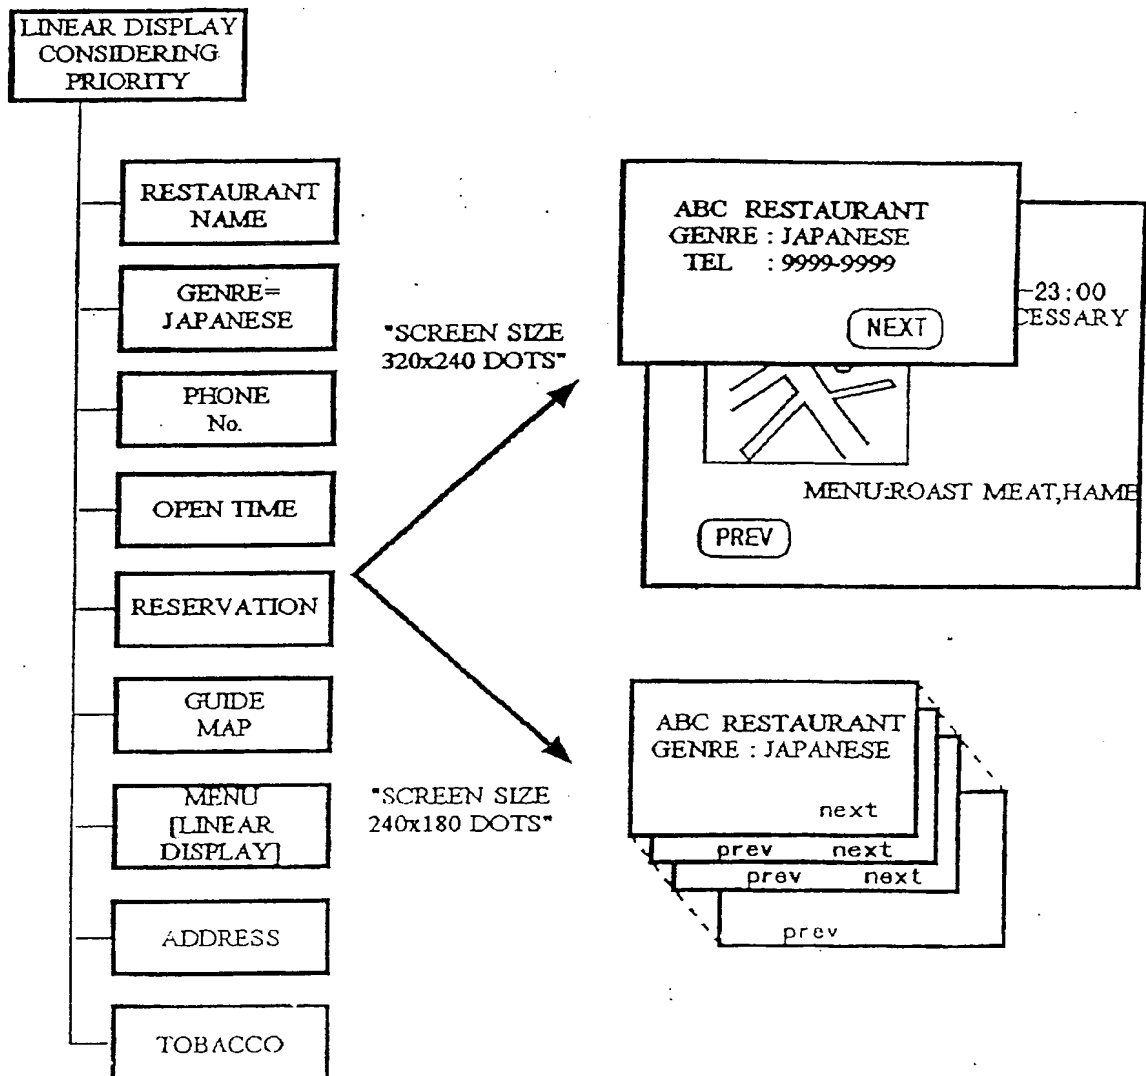 LINEAR DISPLAY
CONSIDERING
PRIORITY
RESTAURANT
NAME
GENRE=
JAPANESE
PHONE
No.
OPEN TIME
RESERVATION
GUIDE
MAP
MENU
[LINEAR
DISPLAY]
ADDRESS
TOBACCO
"SCREEN SIZE
320x240 DOTS"
"SCREEN SIZE
240x180 DOTS"
ABC RESTAURANT
GENRE : JAPANESE
TEL : 9999-9999
NEXT
-23:00
CESSARY
MENU:ROAST MEAT,HAME
PREV
ABC RESTAURANT
GENRE : JAPANESE
next
prev next
prev next
prev